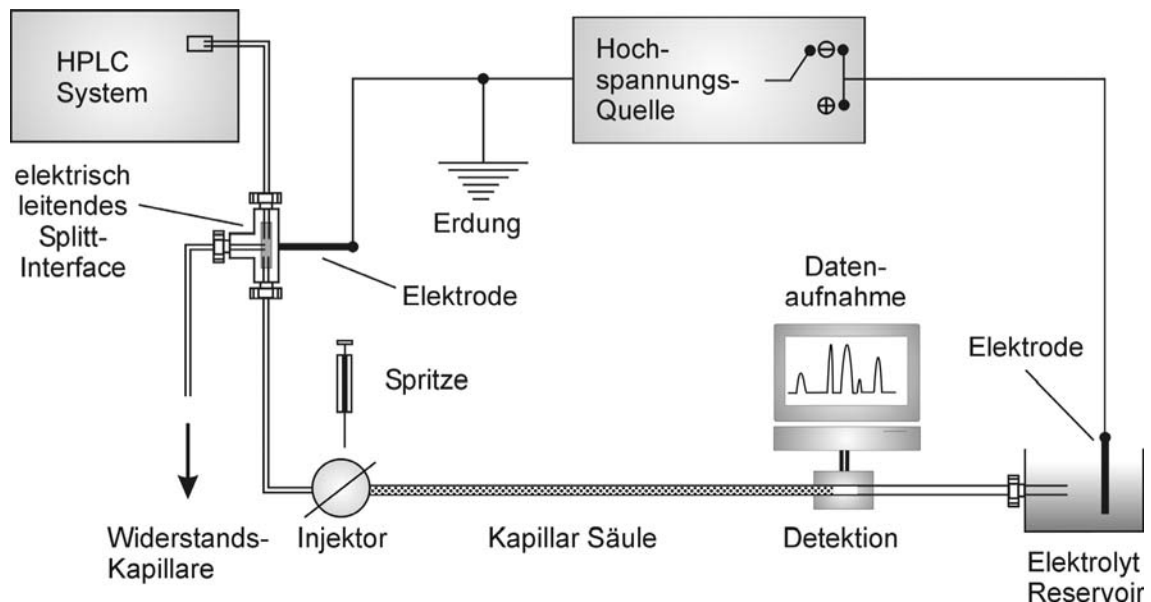 HPLC
System
Hoch-
spannungs-
Quelle
⊖
⊕
elektrisch
leitendes
Splitt-
Interface
Erdung
Elektrode
Daten-
aufnahme
Elektrode
Spritze
Widerstands-
Kapillare
Injektor
Kapillar Säule
Detektion
Elektrolyt
Reservoir